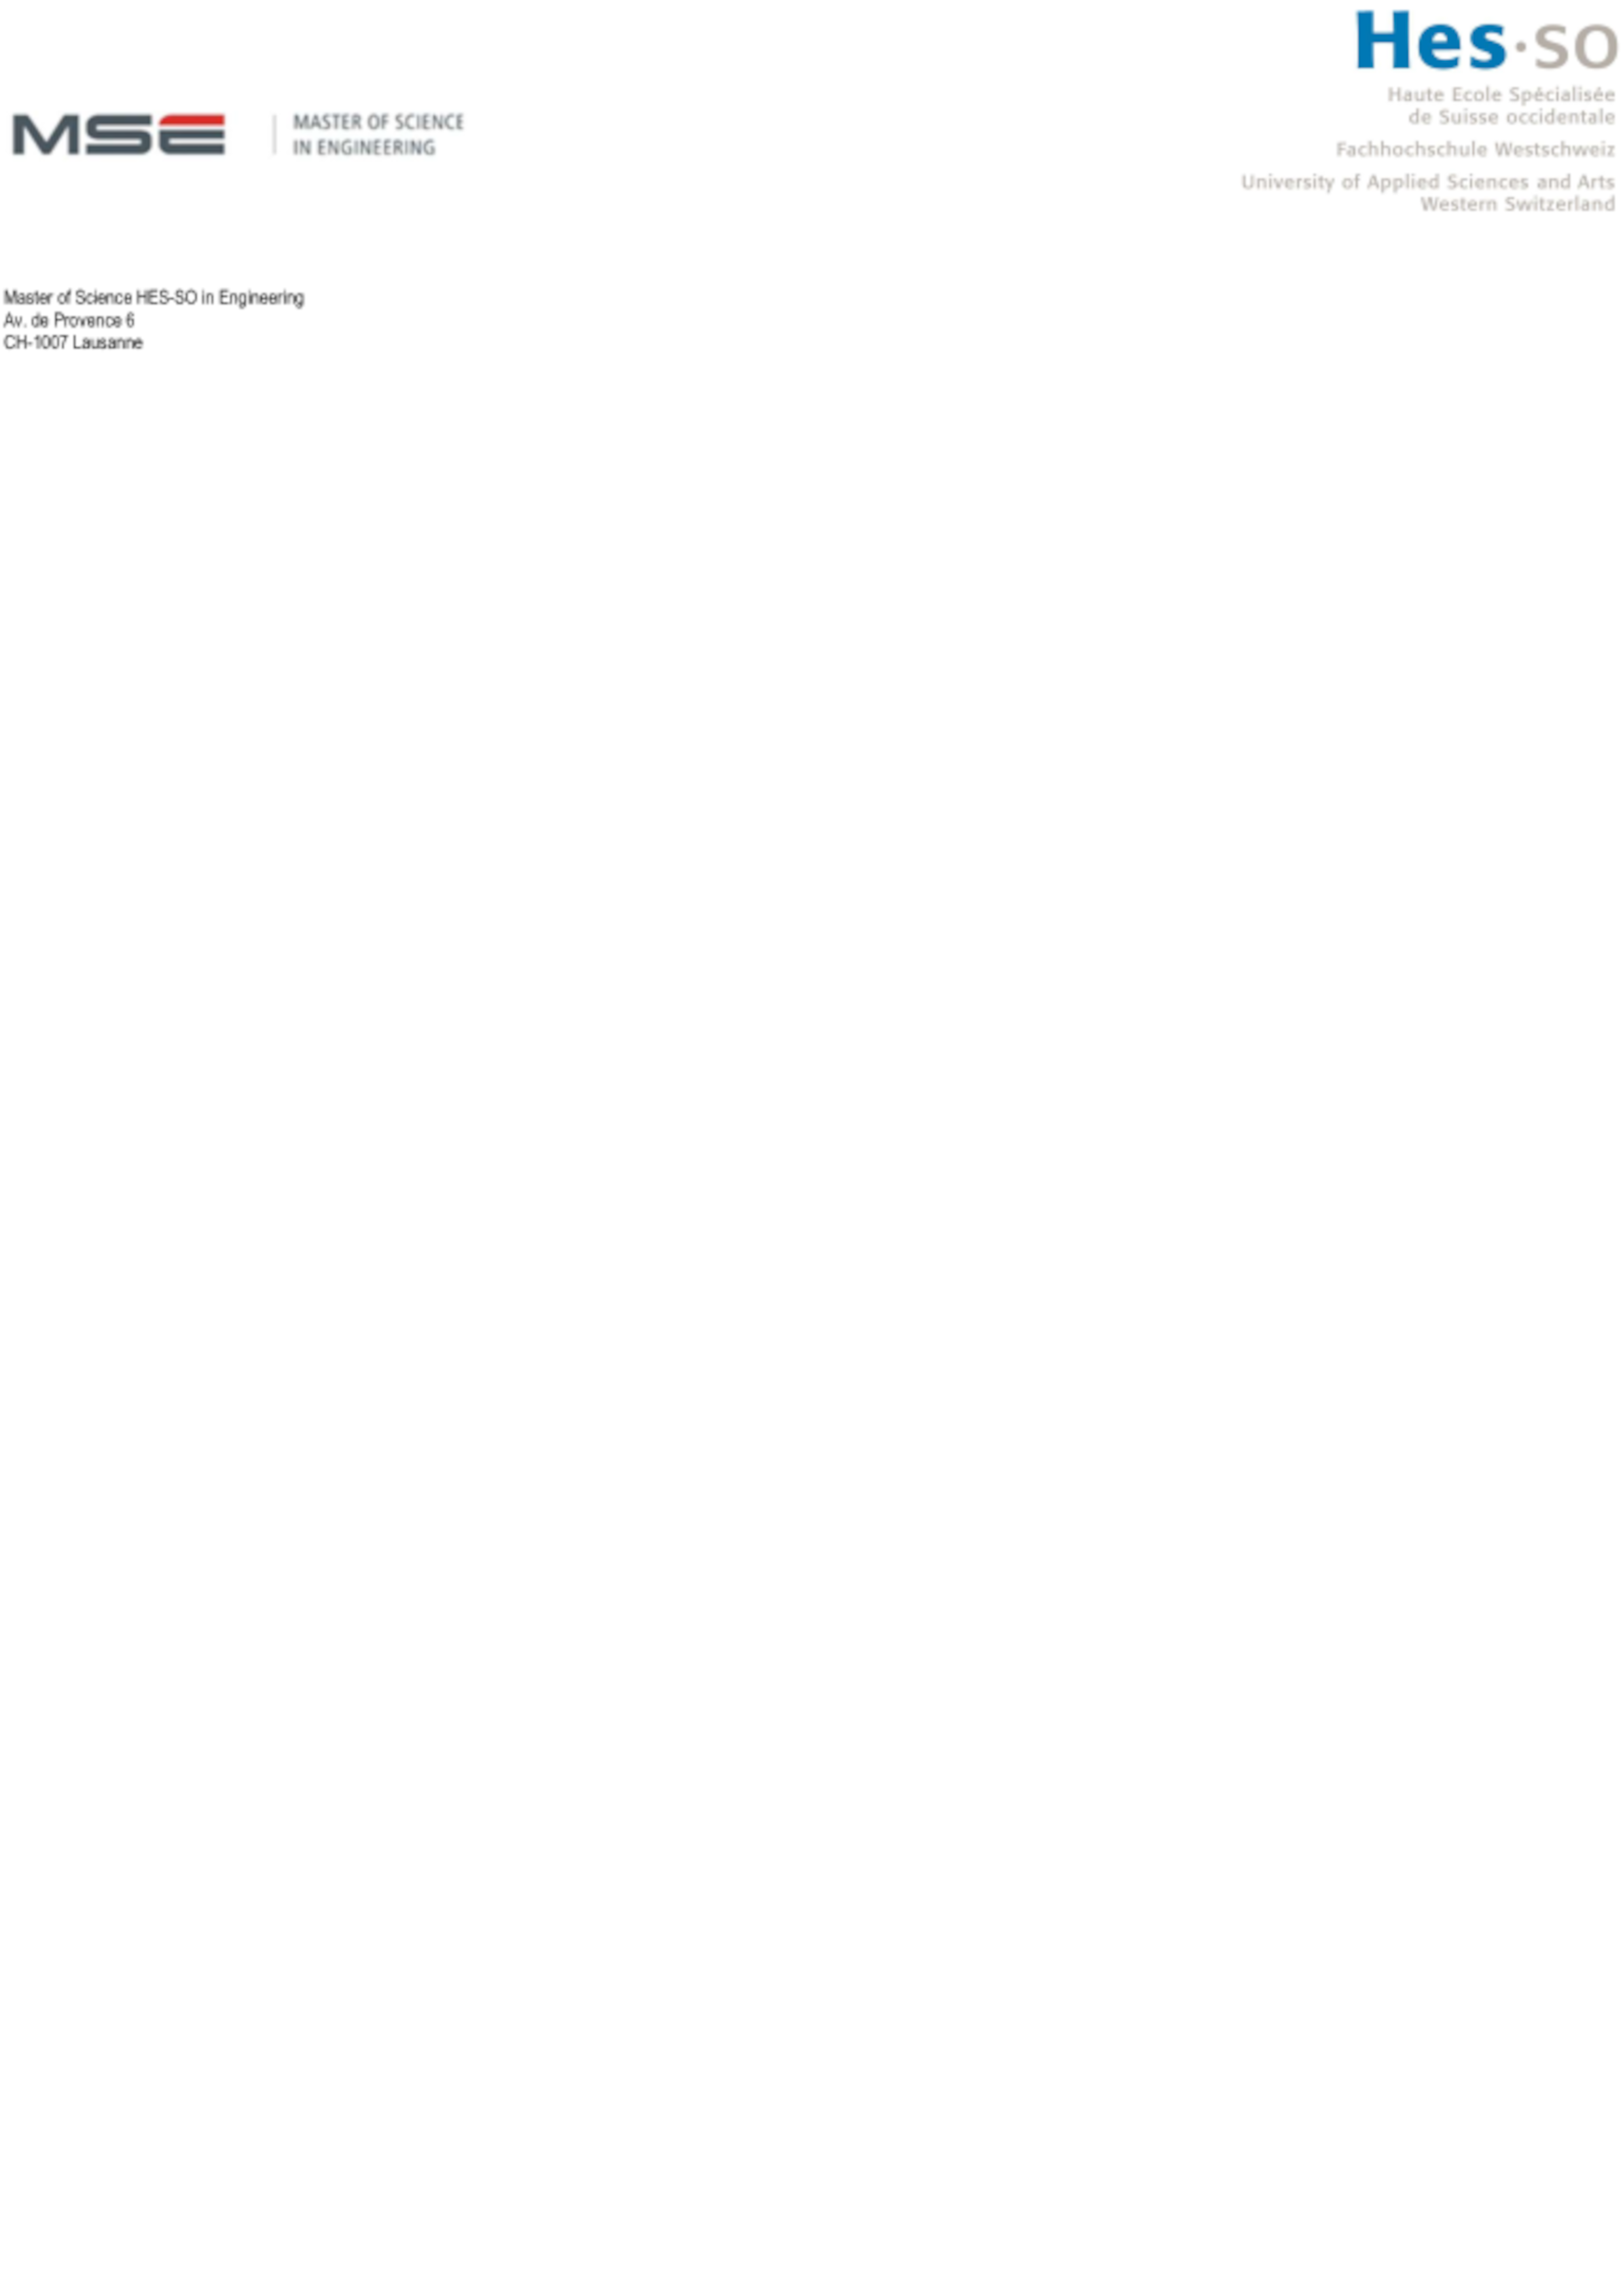 MSE
MASTER OF SCIENCE
IN ENGINEERING
Hes·so
Haute Ecole Spécialisée
de Suisse occidentale
Fachhochschule Westschweiz
University of Applied Sciences and Arts
Western Switzerland
Master of Science HES-SO in Engineering
Av. de Provence 6
CH-1007 Lausanne